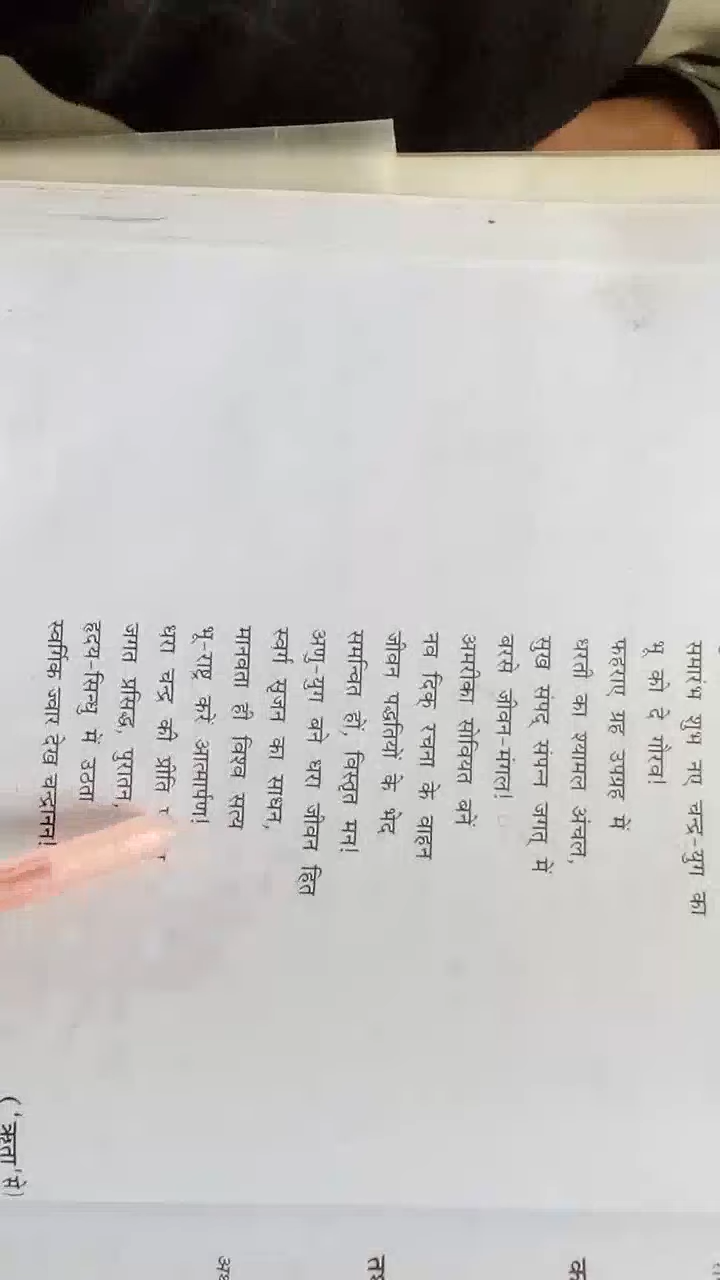 समारंभ शुभ नए चन्द्र-युग का
भू को दे गौरव!
फहराए ग्रह उपग्रह में
धरती का श्यामल अंचल,
सुख संपद् संपन्न जगत् में
बरसे जीवन-मंगल!
अमरीका सोवियत बनें
नव दिक् रचना के वाहन
जीवन पद्धतियों के भेद
समन्वित हों, विस्तृत मन!
अणु-युग बने धरा जीवन हित
स्वर्ग सृजन का साधन,
मानवता ही विश्व सत्य
भू-राष्ट्र करें आत्मार्पण!
धरा चन्द्र की प्रीति
जगत प्रसिद्ध, पुरातन,
हृदय-सिन्धु में उठता
स्वर्गिक ज्वार देख चन्द्रानन!
('ऋता' से)